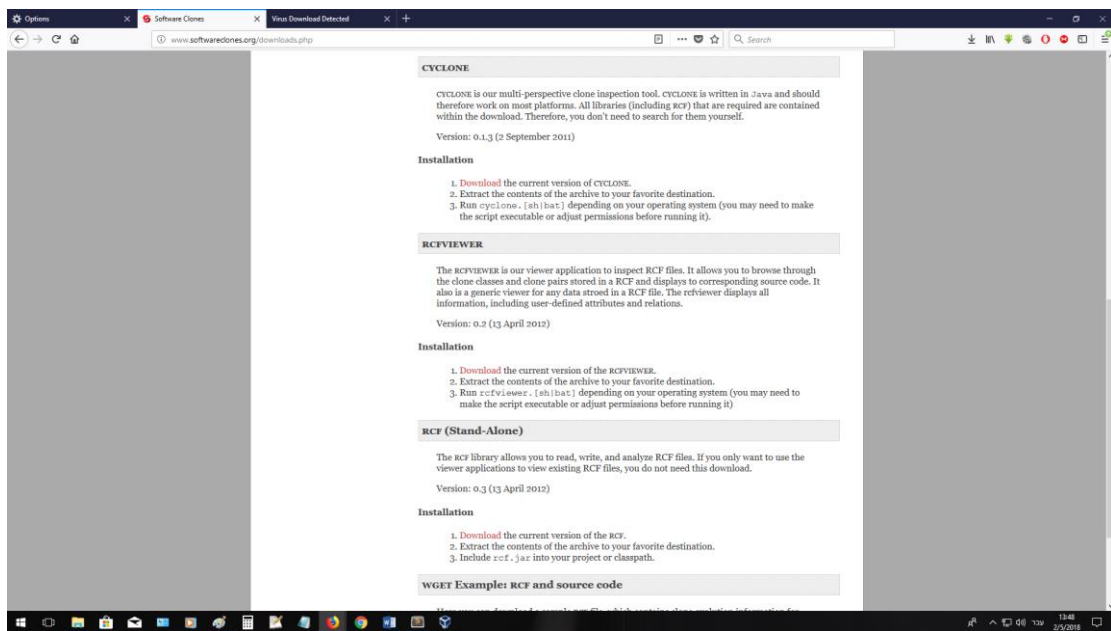 Options
Software Clones
Virus Download Detected
www.softwareclones.org/downloads.php
Search
CYCLONE
CYCLONE is our multi-perspective clone inspection tool. CYCLONE is written in Java and should
therefore work on most platforms. All libraries (including RCF) that are required are contained
within the download. Therefore, you don't need to search for them yourself.
Version: 0.1.3 (2 September 2011)
Installation
1. Download the current version of CYCLONE.
2. Extract the contents of the archive to your favorite destination.
3. Run cyclone.[sh|bat] depending on your operating system (you may need to make
the script executable or adjust permissions before running it).
RCFVIEWER
The RCFVIEWER is our viewer application to inspect RCF files. It allows you to browse through
the clone classes and clone pairs stored in a RCF and displays to corresponding source code. It
also is a generic viewer for any data stroed in a RCF file. The rcfviewer displays all
information, including user-defined attributes and relations.
Version: 0.2 (13 April 2012)
Installation
1. Download the current version of the RCFVIEWER.
2. Extract the contents of the archive to your favorite destination.
3. Run rcfviewer.[sh|bat] depending on your operating system (you may need to
make the script executable or adjust permissions before running it)
RCF (Stand-Alone)
The RCF library allows you to read, write, and analyze RCF files. If you only want to use the
viewer applications to view existing RCF files, you do not need this download.
Version: 0.3 (13 April 2012)
Installation
1. Download the current version of the RCF.
2. Extract the contents of the archive to your favorite destination.
3. Include rcf.jar into your project or classpath.
WGET Example: RCF and source code
עבר
13:48
2/5/2018